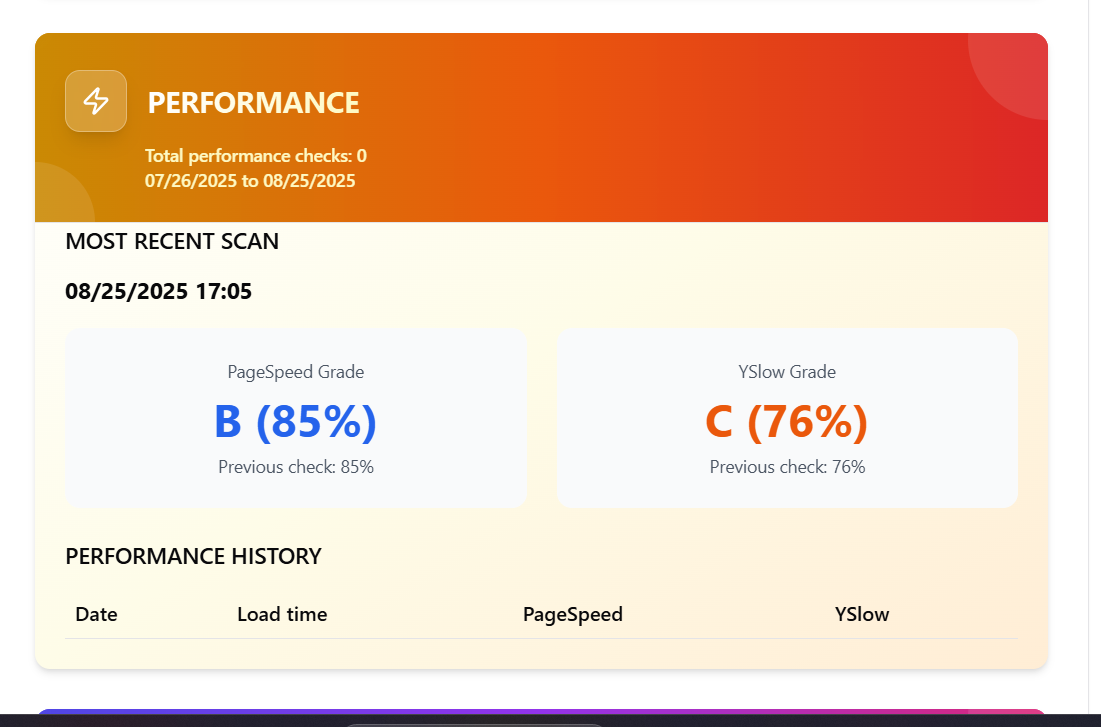 PERFORMANCE
Total performance checks: 0
07/26/2025 to 08/25/2025
MOST RECENT SCAN
08/25/2025 17:05
PageSpeed Grade
B (85%)
Previous check: 85%
YSlow Grade
C (76%)
Previous check: 76%
PERFORMANCE HISTORY
Date Load time PageSpeed YSlow